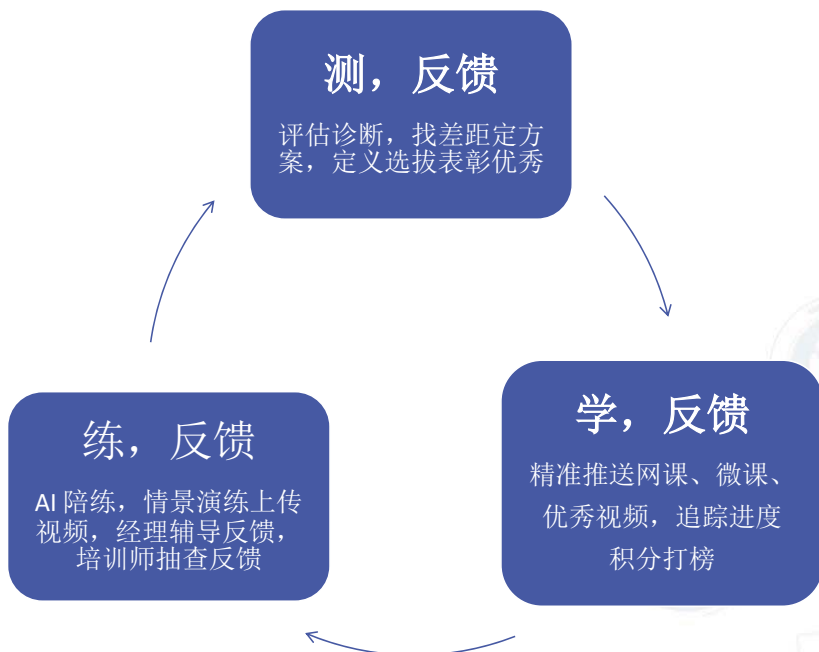 测，反馈
评估诊断，找差距定方
案，定义选拔表彰优秀
学，反馈
精准推送网课、微课、
优秀视频，追踪进度
积分打榜
练，反馈
AI 陪练，情景演练上传
视频，经理辅导反馈，
培训师抽查反馈